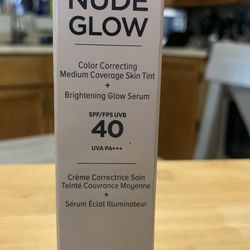 NUDE
GLOW
Color Correcting
Medium Coverage Skin Tint
+
Brightening Glow Serum
SPF/FPS UVB
40
UVA PA+++
Crème Correctrice Soin
Teinté Couvrance Moyenne
+
Sérum Éclat Illuminateur